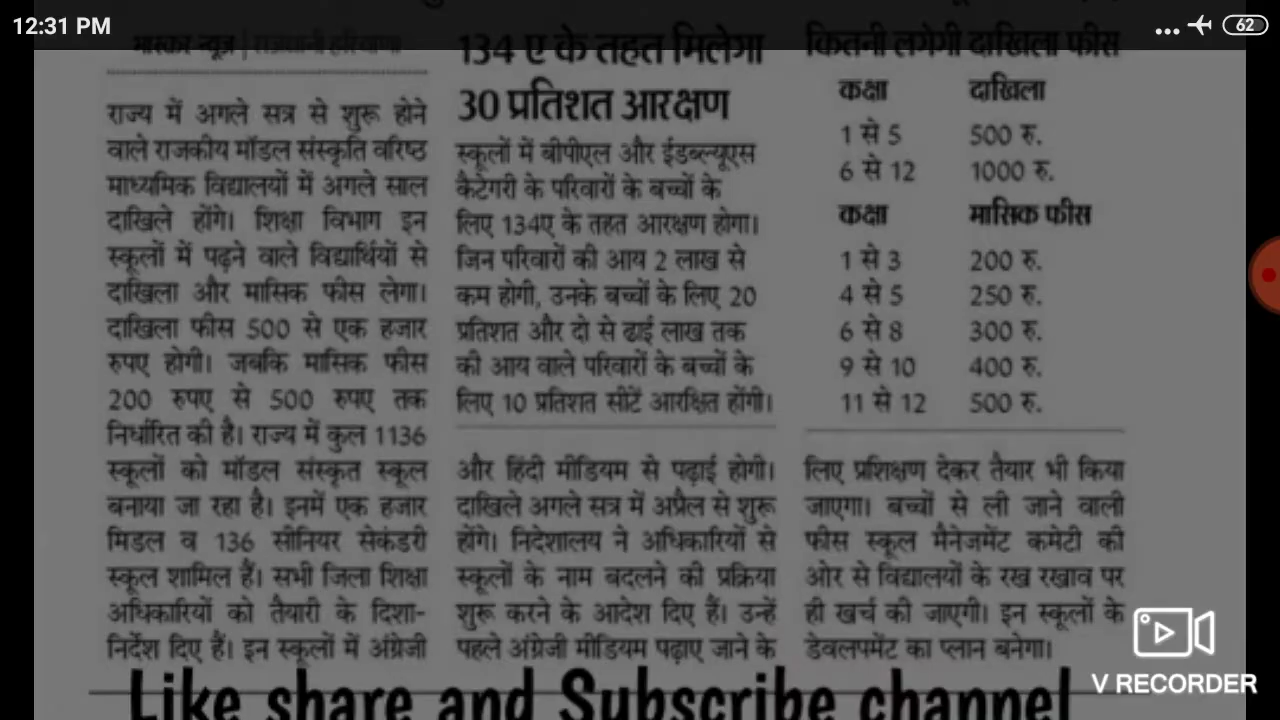 12:31 PM
62
भास्कर न्यूज़ | राजधानी हरियाणा
राज्य में अगले सत्र से शुरू होने
वाले राजकीय मॉडल संस्कृति वरिष्ठ
माध्यमिक विद्यालयों में अगले साल
दाखिले होंगे। शिक्षा विभाग इन
स्कूलों में पढ़ने वाले विद्यार्थियों से
दाखिला और मासिक फीस लेगा।
दाखिला फीस 500 से एक हजार
रुपए होगी। जबकि मासिक फीस
200 रुपए से 500 रुपए तक
निर्धारित की है। राज्य में कुल 1136
स्कूलों को मॉडल संस्कृत स्कूल
बनाया जा रहा है। इनमें एक हजार
मिडल व 136 सीनियर सेकंडरी
स्कूल शामिल हैं। सभी जिला शिक्षा
अधिकारियों को तैयारी के दिशा-
निर्देश दिए हैं। इन स्कूलों में अंग्रेजी
134 ए के तहत मिलेगा
30 प्रतिशत आरक्षण
स्कूलों में बीपीएल और ईडब्ल्यूएस
कैटेगरी के परिवारों के बच्चों के
लिए 134ए के तहत आरक्षण होगा।
जिन परिवारों की आय 2 लाख से
कम होगी, उनके बच्चों के लिए 20
प्रतिशत और दो से ढाई लाख तक
की आय वाले परिवारों के बच्चों के
लिए 10 प्रतिशत सीटें आरक्षित होंगी।
और हिंदी मीडियम से पढ़ाई होगी।
दाखिले अगले सत्र में अप्रैल से शुरू
होंगे। निदेशालय ने अधिकारियों से
स्कूलों के नाम बदलने की प्रक्रिया
शुरू करने के आदेश दिए हैं। उन्हें
पहले अंग्रेजी मीडियम पढ़ाए जाने के
कितनी लगेगी दाखिला फीस
कक्षा दाखिला
1 से 5 500 रु.
6 से 12 1000 रु.
कक्षा मासिक फीस
1 से 3 200 रु.
4 से 5 250 रु.
6 से 8 300 रु.
9 से 10 400 रु.
11 से 12 500 रु.
लिए प्रशिक्षण देकर तैयार भी किया
जाएगा। बच्चों से ली जाने वाली
फीस स्कूल मैनेजमेंट कमेटी की
ओर से विद्यालयों के रख रखाव पर
ही खर्च की जाएगी। इन स्कूलों के
डेवलपमेंट का प्लान बनेगा।
Like share and Subscribe channel
V RECORDER